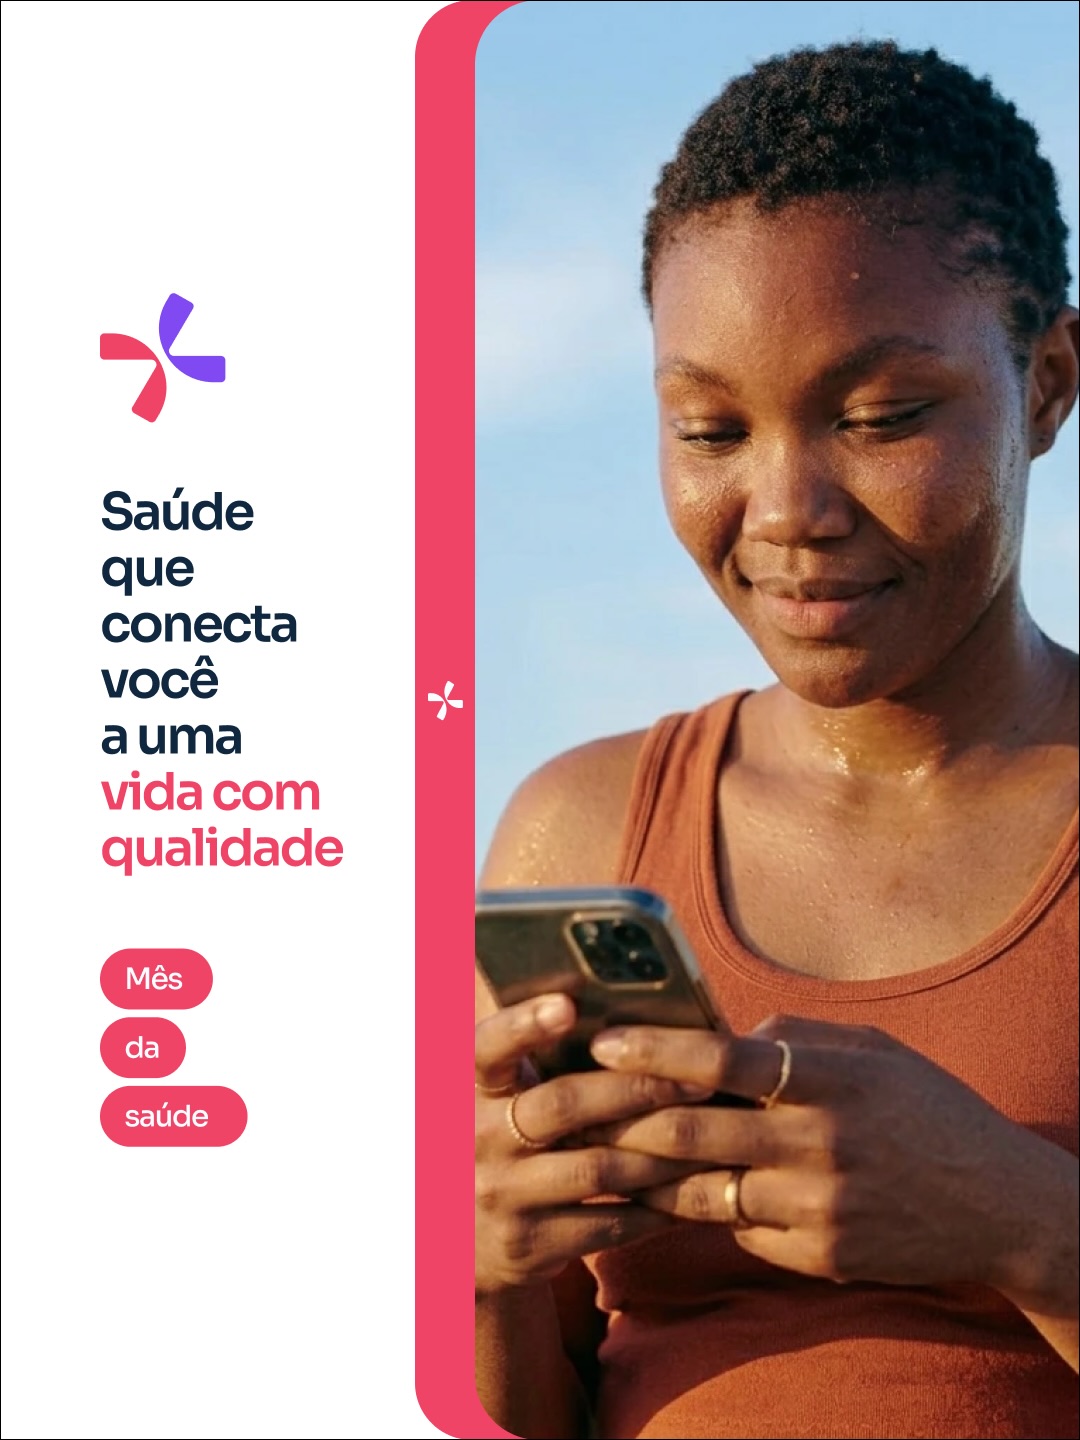 Saúde
que
conecta
você
a uma
vida com
qualidade
Mês
da
saúde